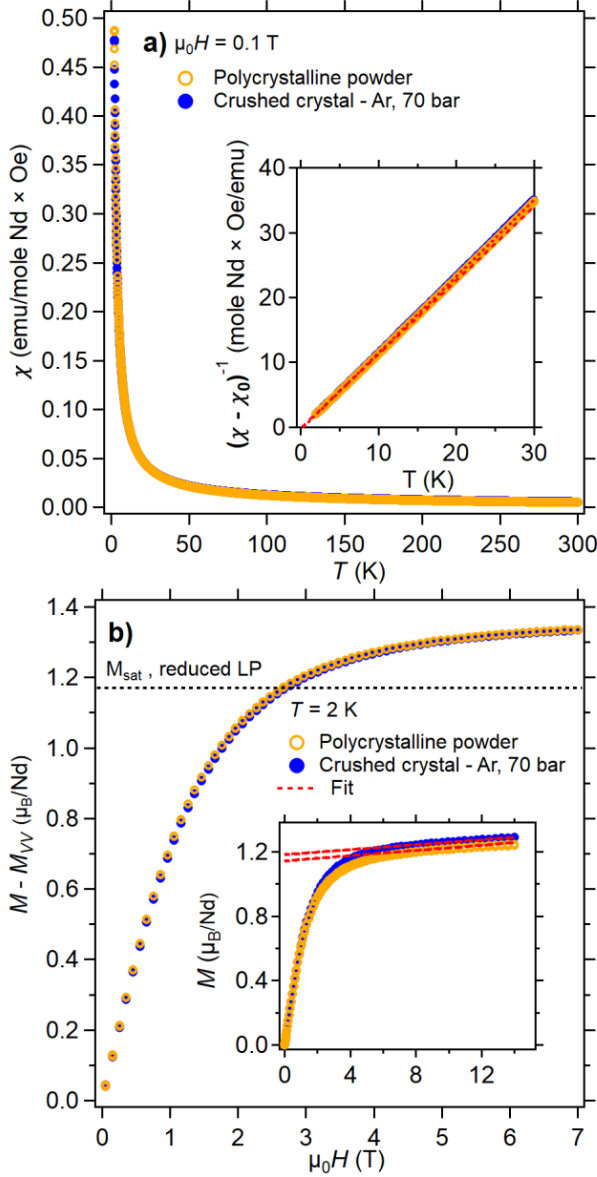 0.50
a) μ₀H = 0.1 T
0.45
Polycrystalline powder
0.40
Crushed crystal - Ar, 70 bar
0.35
0.30
0.25
0.20
0.15
0.10
0.05
0.00
χ (emu/mole Nd × Oe)
40
30
20
10
0
(χ - χ₀)⁻¹ (mole Nd × Oe/emu)
0 10 20 30
T (K)
0 50 100 150 200 250 300
T (K)
1.4
b)
M_sat , reduced LP
1.2
T = 2 K
Polycrystalline powder
1.0
Crushed crystal - Ar, 70 bar
Fit
0.8
0.6
0.4
0.2
0.0
M - M_VV (μ_B/Nd)
1.2
0.8
0.4
0.0
M (μ_B/Nd)
0 4 8 12
0 1 2 3 4 5 6 7
μ₀H (T)